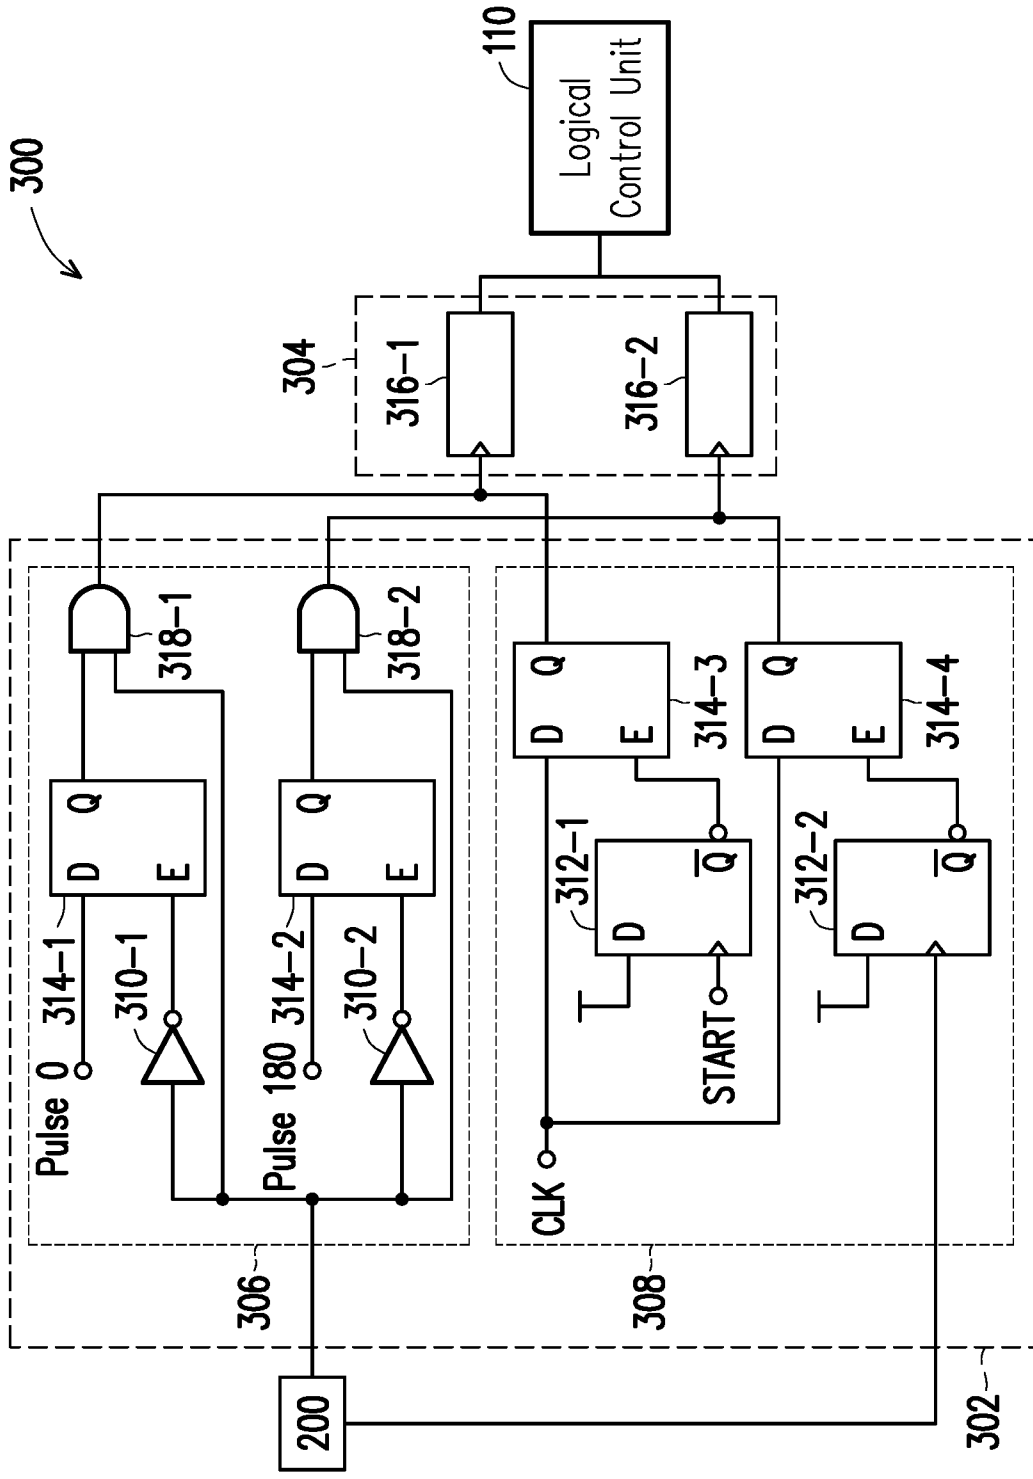 300
110
Logical
Control Unit
304
316-1
316-2
318-1
318-2
Q
D
E
314-1
310-1
Pulse 0
Q
D
E
314-2
310-2
Pulse 180
306
Q
D
E
314-3
Q
D
E
314-4
312-1
D
Q
START
312-2
D
Q
CLK
308
302
200